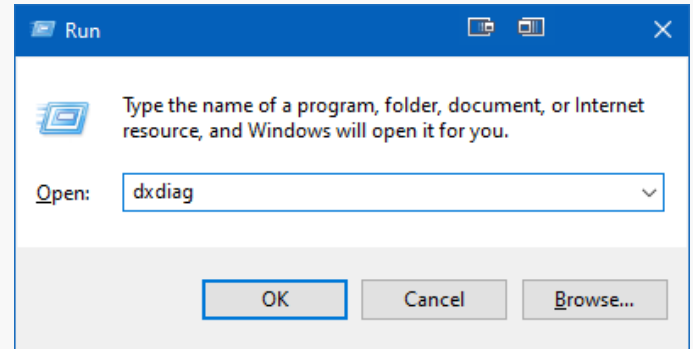 Run
Type the name of a program, folder, document, or Internet
resource, and Windows will open it for you.
Open: dxdiag
OK Cancel Browse...